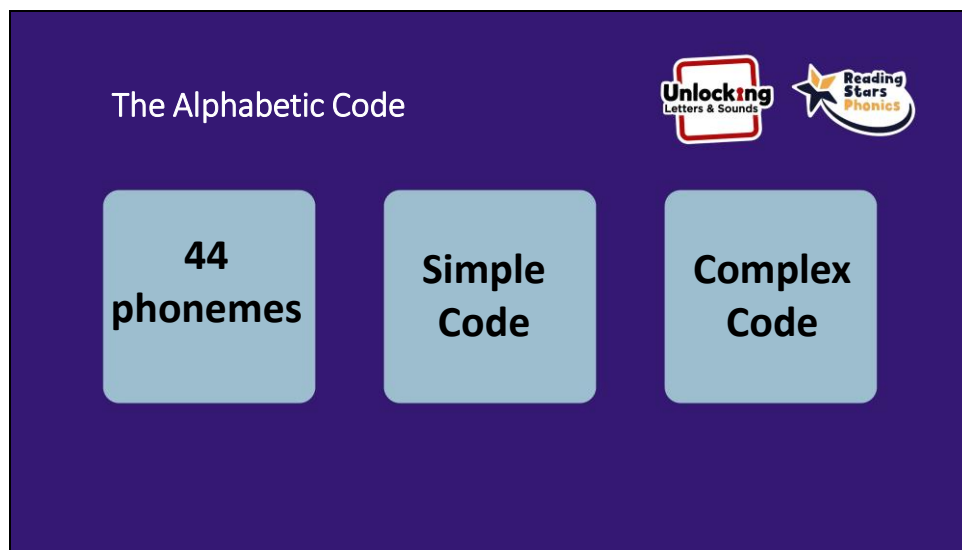 The Alphabetic Code
Unlocking
Letters & Sounds
Reading
Stars
Phonics
44
phonemes
Simple
Code
Complex
Code